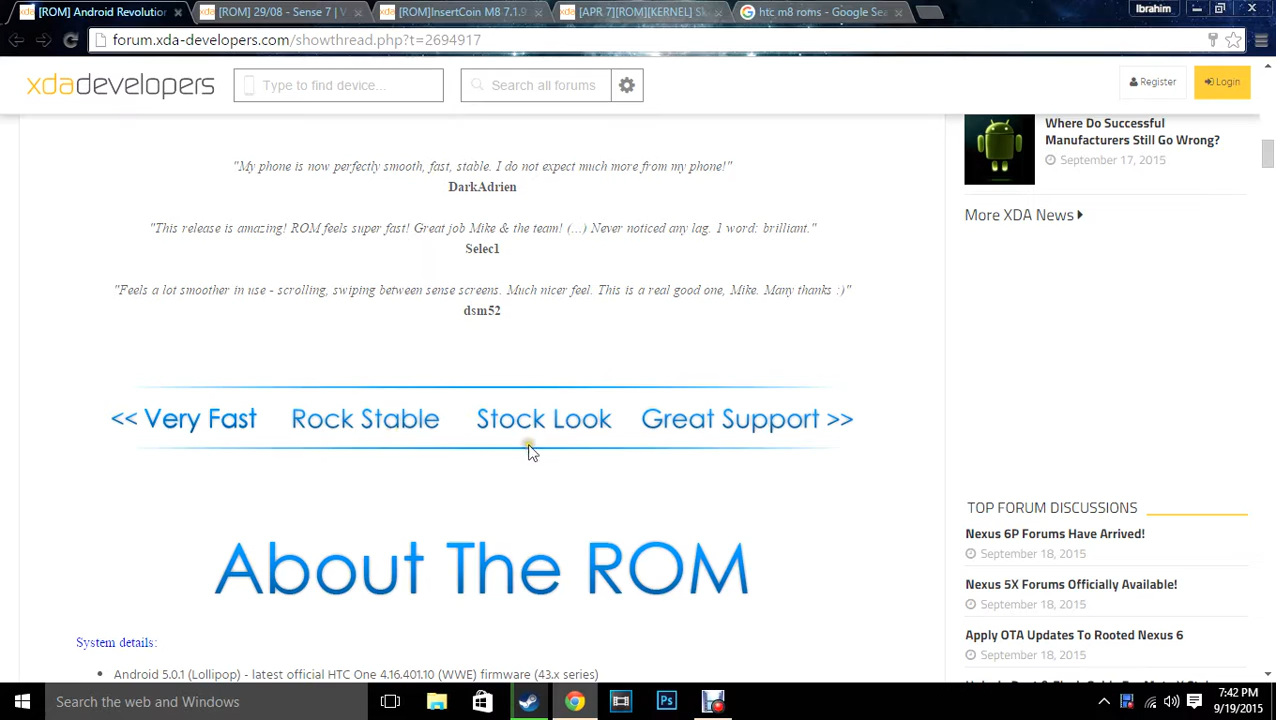 [ROM] Android Revolution
[ROM] 29/08 - Sense 7 | V
[ROM]InsertCoin M8 7.1.9
[APR 7][ROM][KERNEL] Sk
htc m8 roms - Google Sea
Ibrahim
forum.xda-developers.com/showthread.php?t=2694917
xdadevelopers
Type to find device...
Search all forums
Register
Login
"My phone is now perfectly smooth, fast, stable. I do not expect much more from my phone!"
DarkAdrien
"This release is amazing! ROM feels super fast! Great job Mike & the team! (...) Never noticed any lag. 1 word: brilliant."
Selec1
"Feels a lot smoother in use - scrolling, swiping between sense screens. Much nicer feel. This is a real good one, Mike. Many thanks :)"
dsm52
<< Very Fast Rock Stable Stock Look Great Support >>
About The ROM
System details:
Android 5.0.1 (Lollipop) - latest official HTC One 4.16.401.10 (WWE) firmware (43.x series)
Where Do Successful
Manufacturers Still Go Wrong?
September 17, 2015
More XDA News
TOP FORUM DISCUSSIONS
Nexus 6P Forums Have Arrived!
September 18, 2015
Nexus 5X Forums Officially Available!
September 18, 2015
Apply OTA Updates To Rooted Nexus 6
September 18, 2015
Search the web and Windows
Ps
7:42 PM
9/19/2015